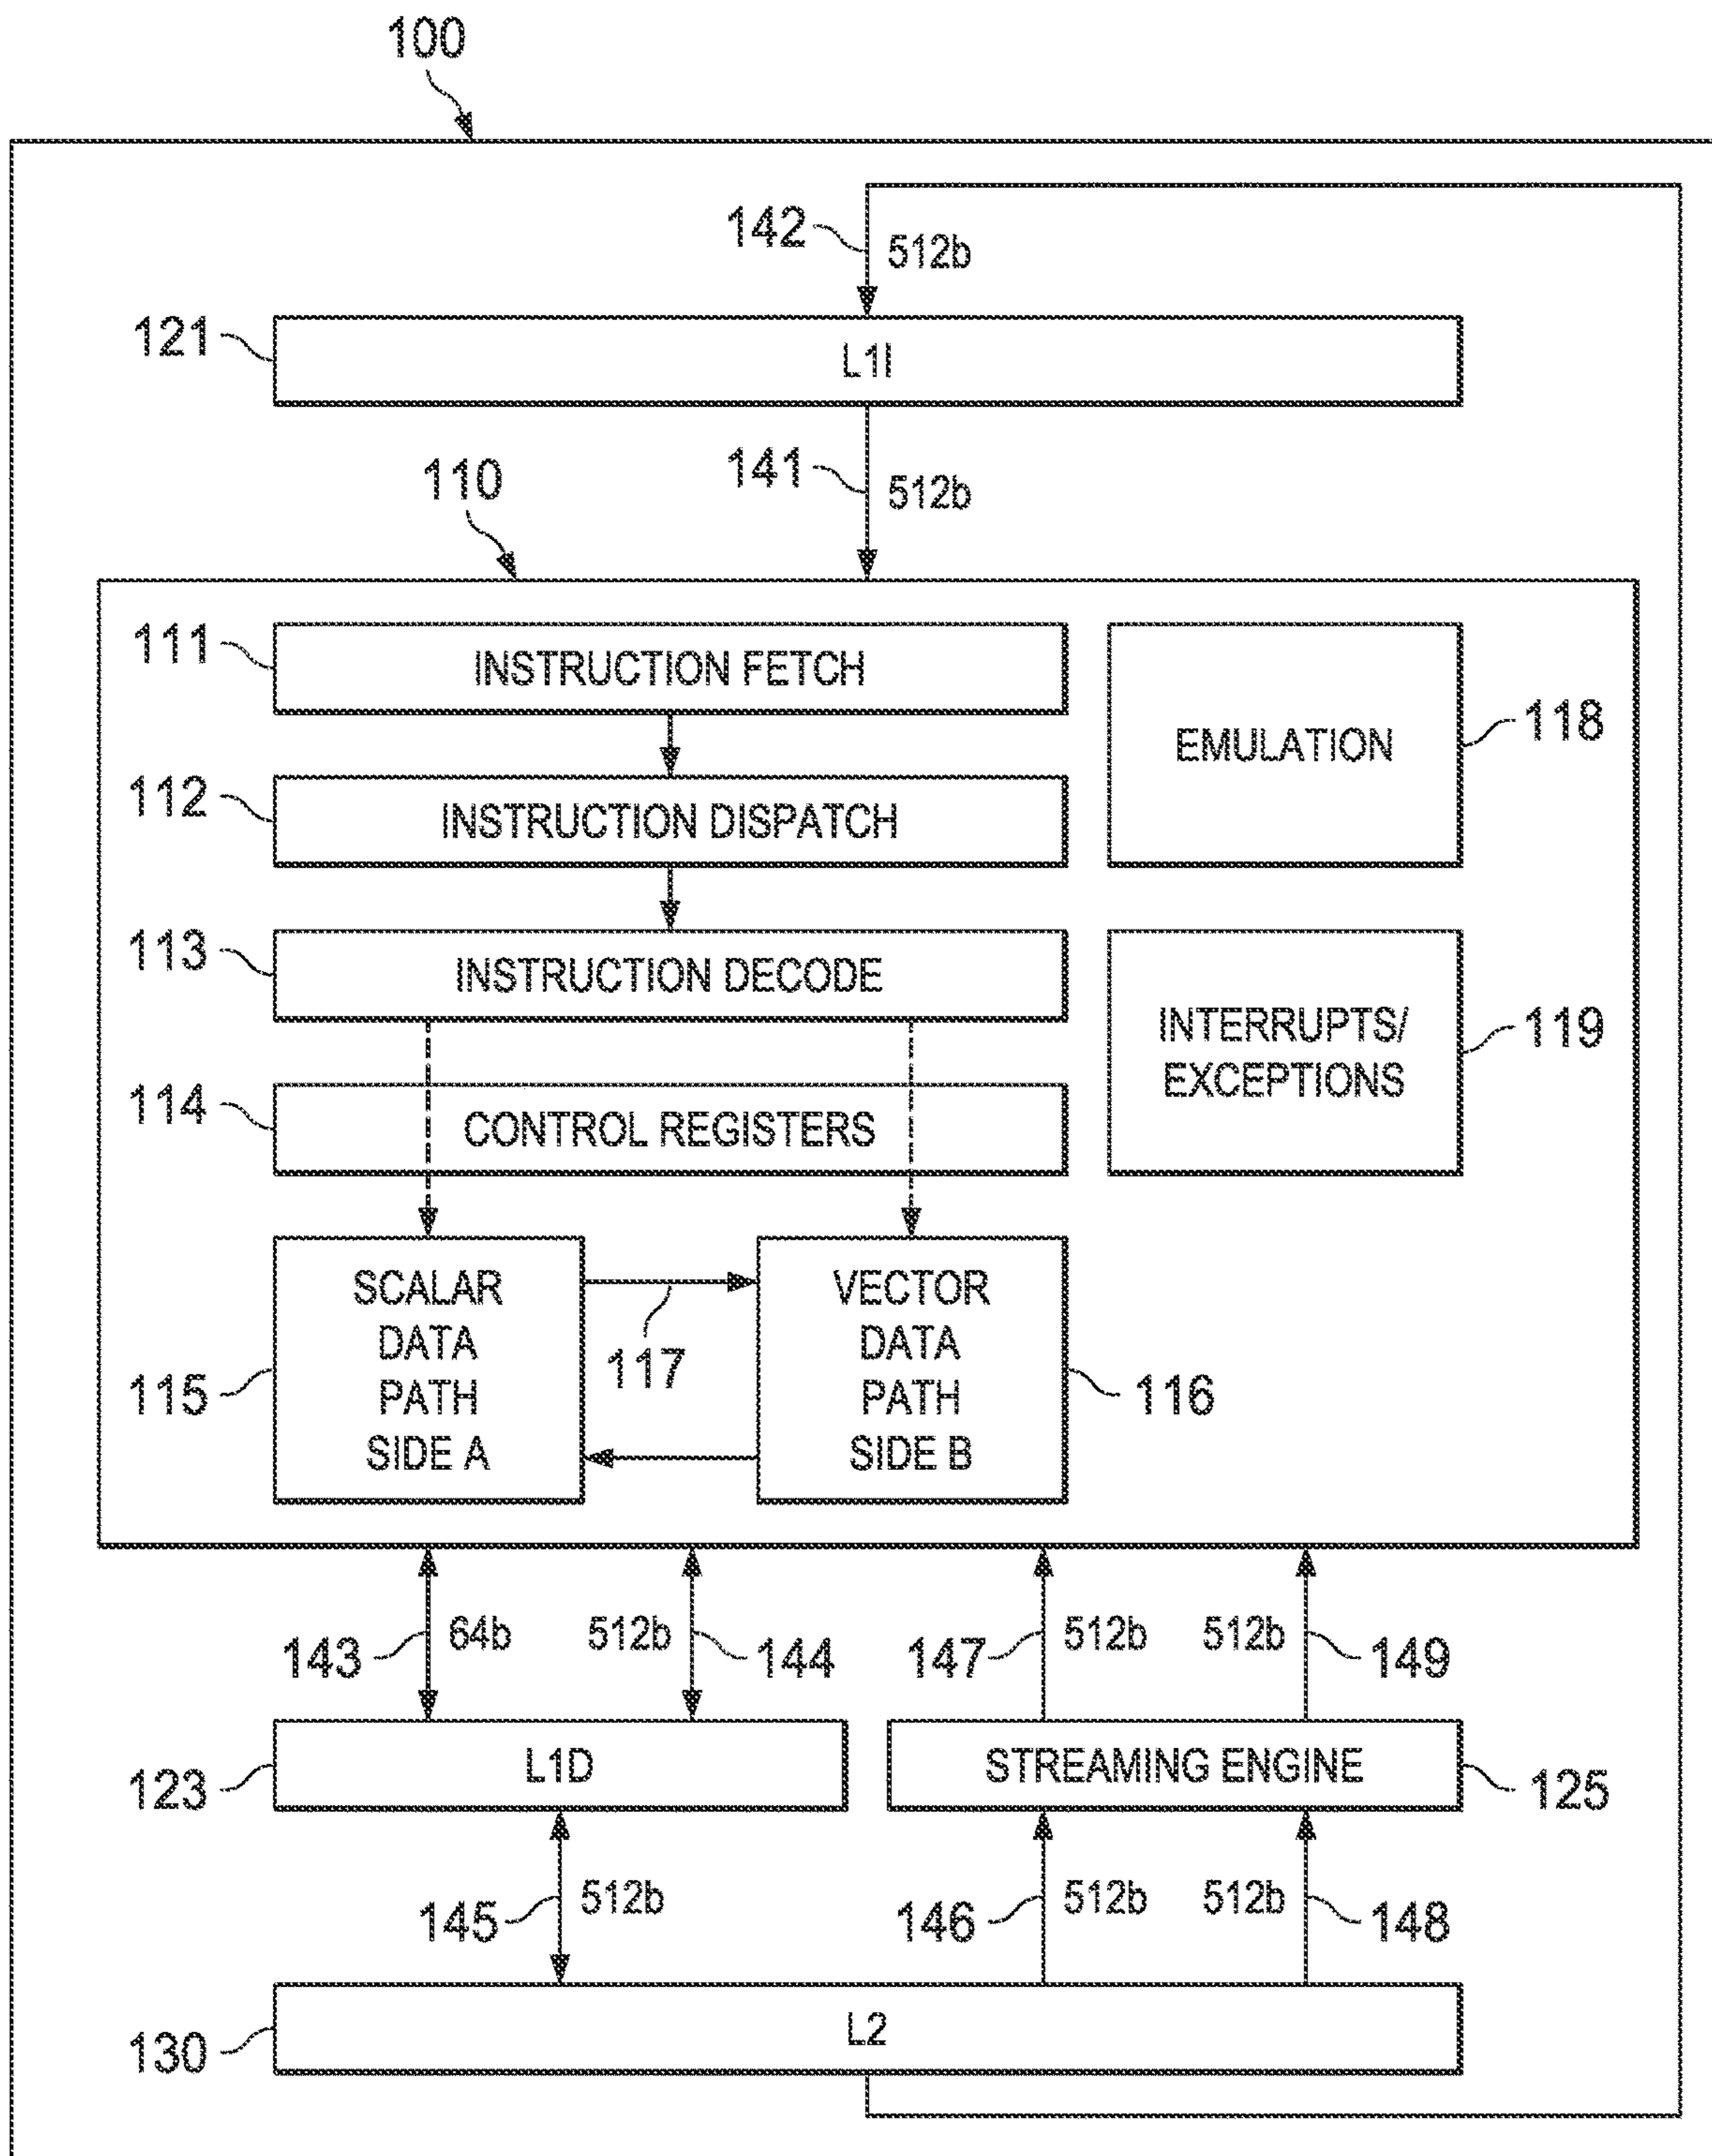 100
142
512b
121
L1I
141
512b
110
111
INSTRUCTION FETCH
EMULATION
118
112
INSTRUCTION DISPATCH
113
INSTRUCTION DECODE
INTERRUPTS/
EXCEPTIONS
119
114
CONTROL REGISTERS
SCALAR
DATA
PATH
SIDE A
115
117
VECTOR
DATA
PATH
SIDE B
116
143
64b
512b
144
147
512b
512b
149
123
L1D
STREAMING ENGINE
125
145
512b
146
512b
512b
148
130
L2